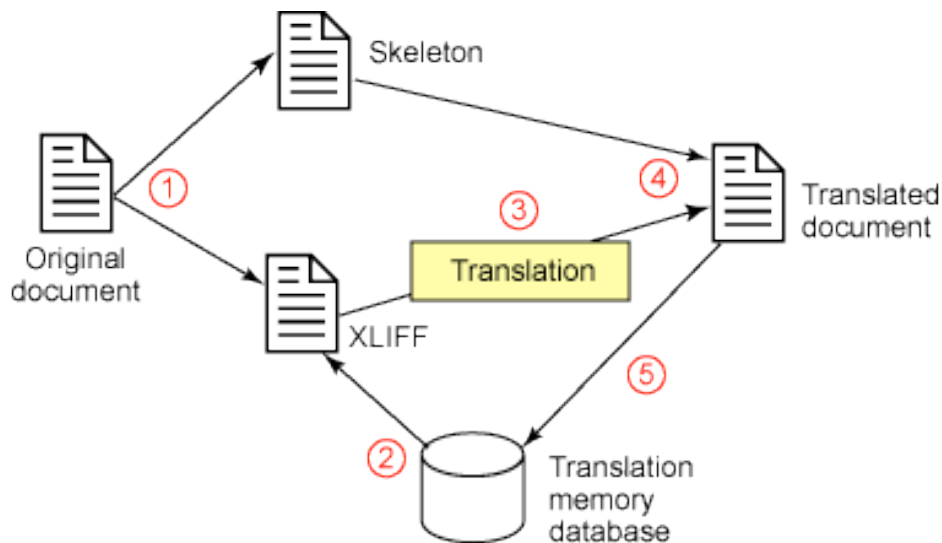 Skeleton
1
4
3
Translated
document
Original
document
Translation
XLIFF
5
2
Translation
memory
database